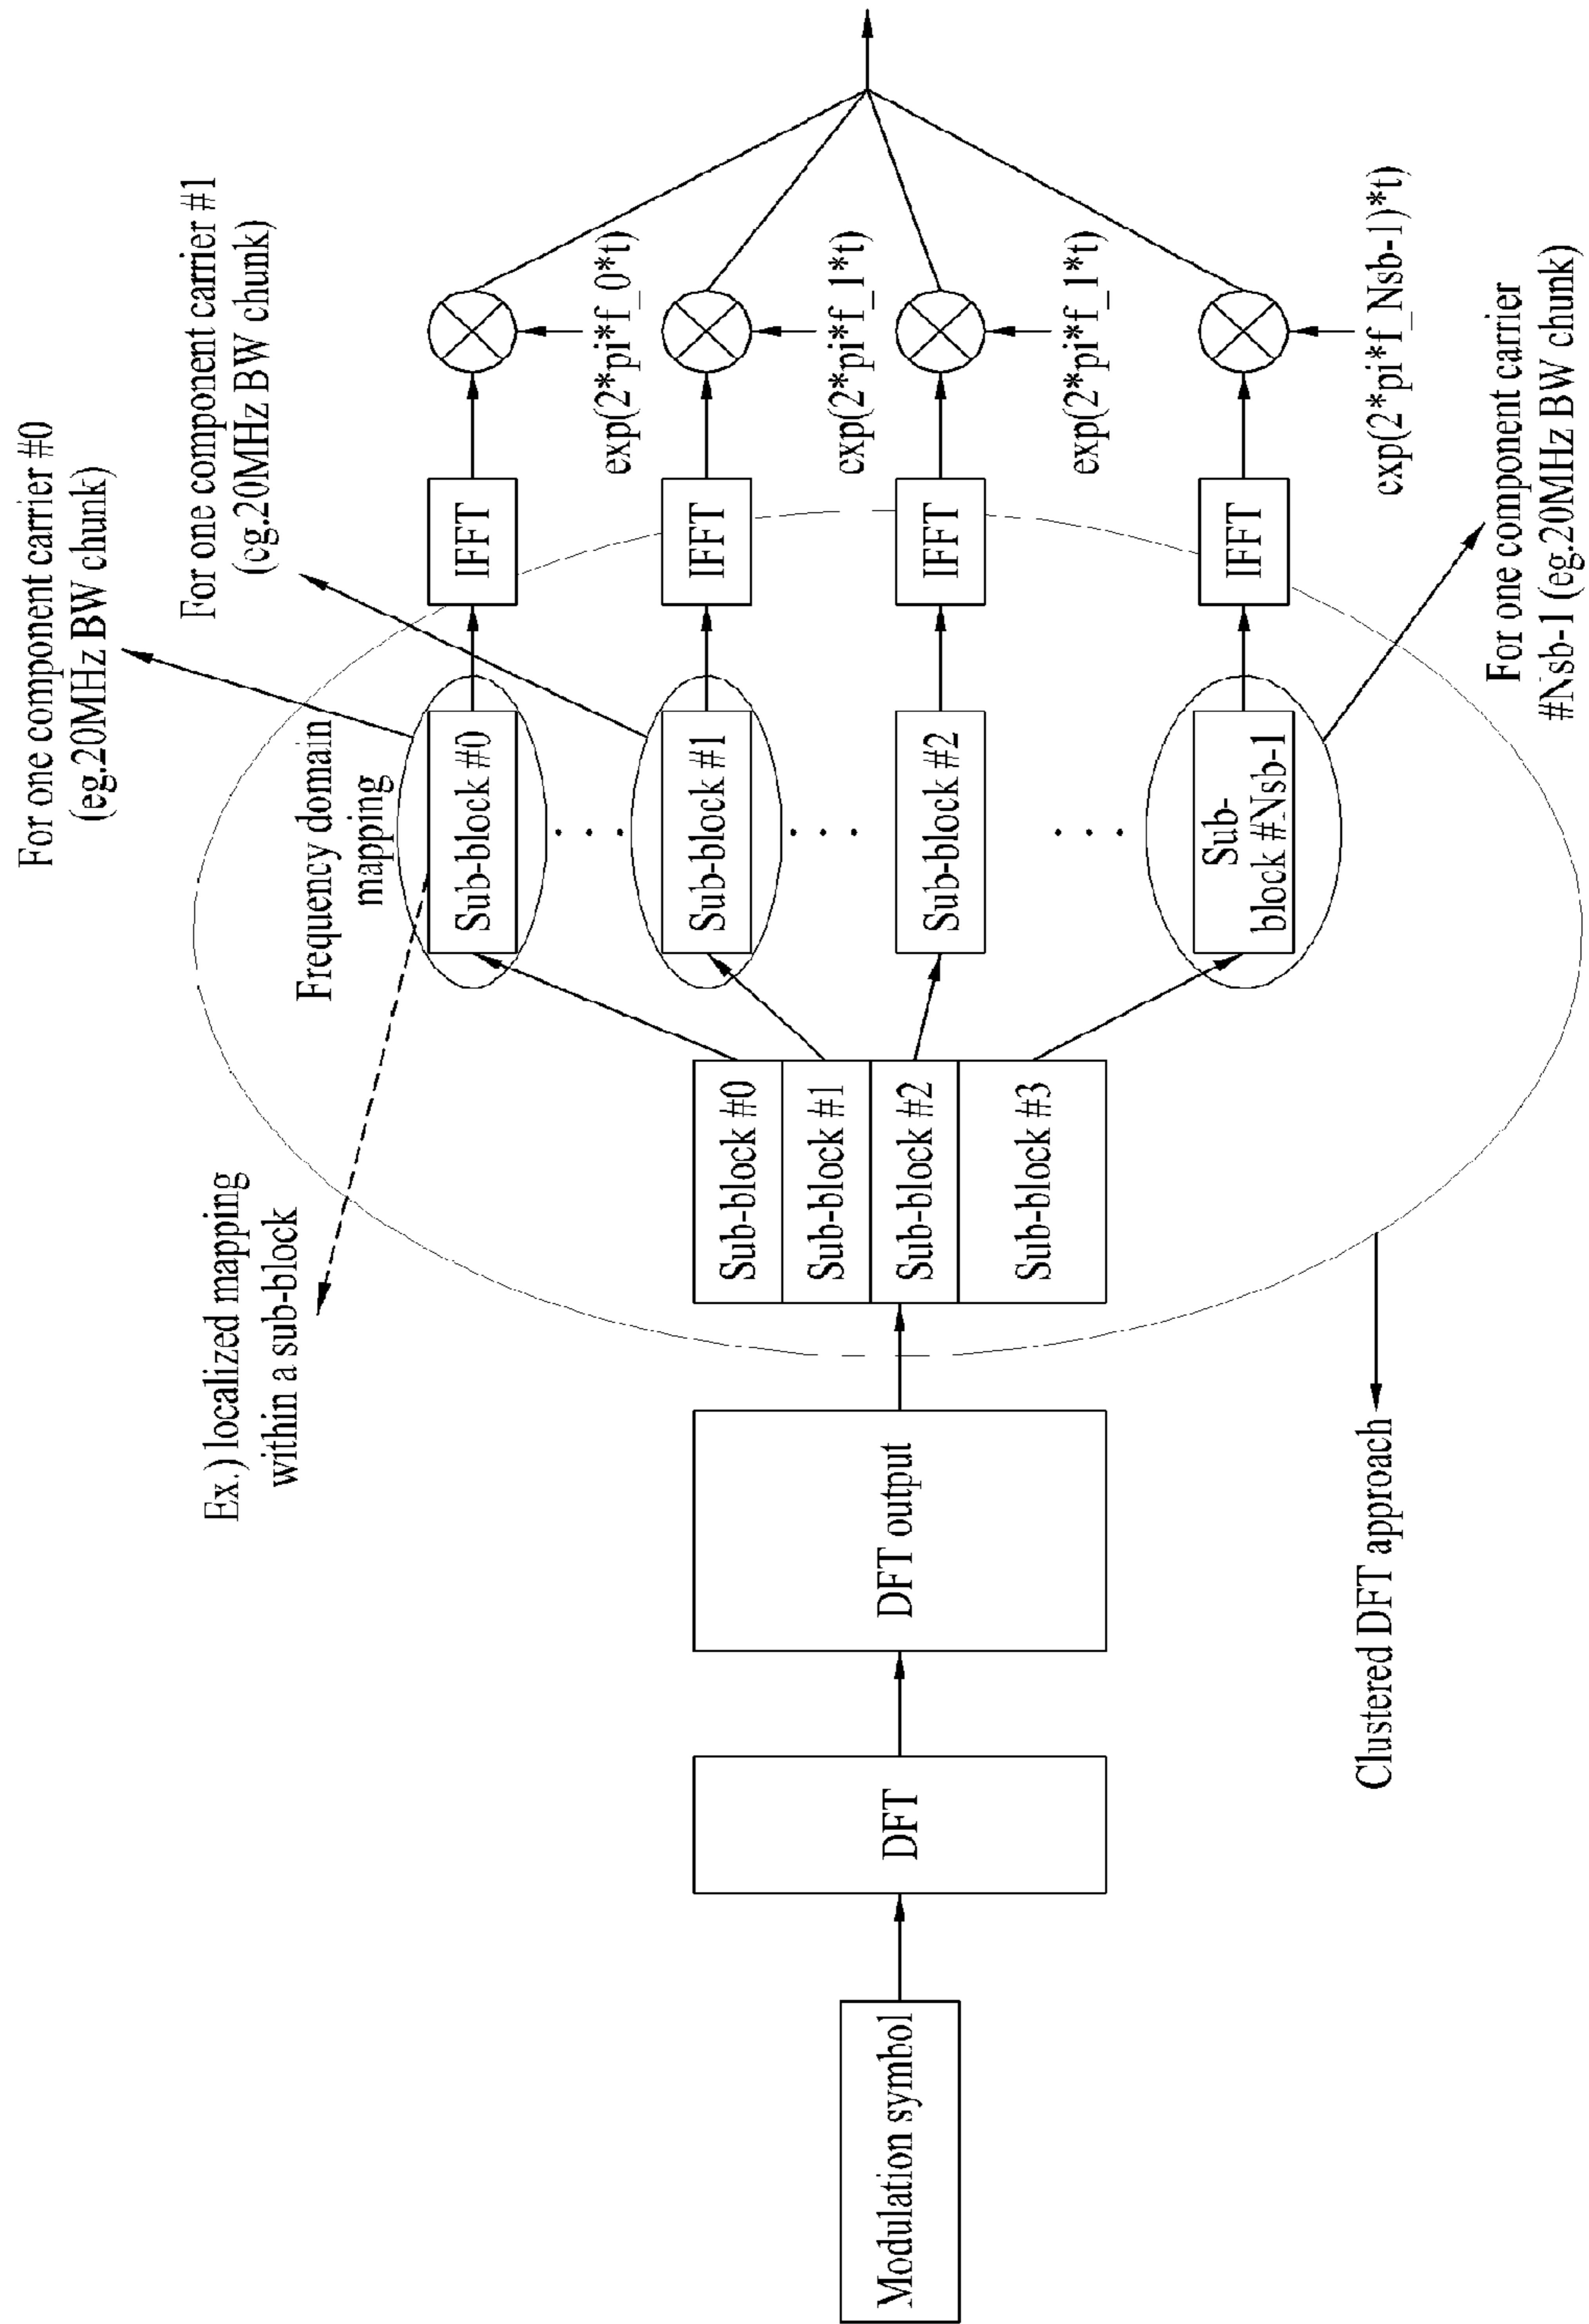 For one component carrier #0
(eg.20MHz BW chunk)
For one component carrier #1
(eg.20MHz BW chunk)
Ex.) localized mapping
within a sub-block
Frequency domain
mapping
Modulation symbol
DFT
DFT output
Sub-block #0
Sub-block #1
Sub-block #2
Sub-block #3
Sub-block #0
IFFT
exp(2*pi*f_0*t)
Sub-block #1
IFFT
exp(2*pi*f_1*t)
Sub-block #2
IFFT
exp(2*pi*f_1*t)
Sub-
block #Nsb-1
IFFT
exp(2*pi*f_Nsb-1)*t)
Clustered DFT approach
For one component carrier
#Nsb-1 (eg.20MHz BW chunk)